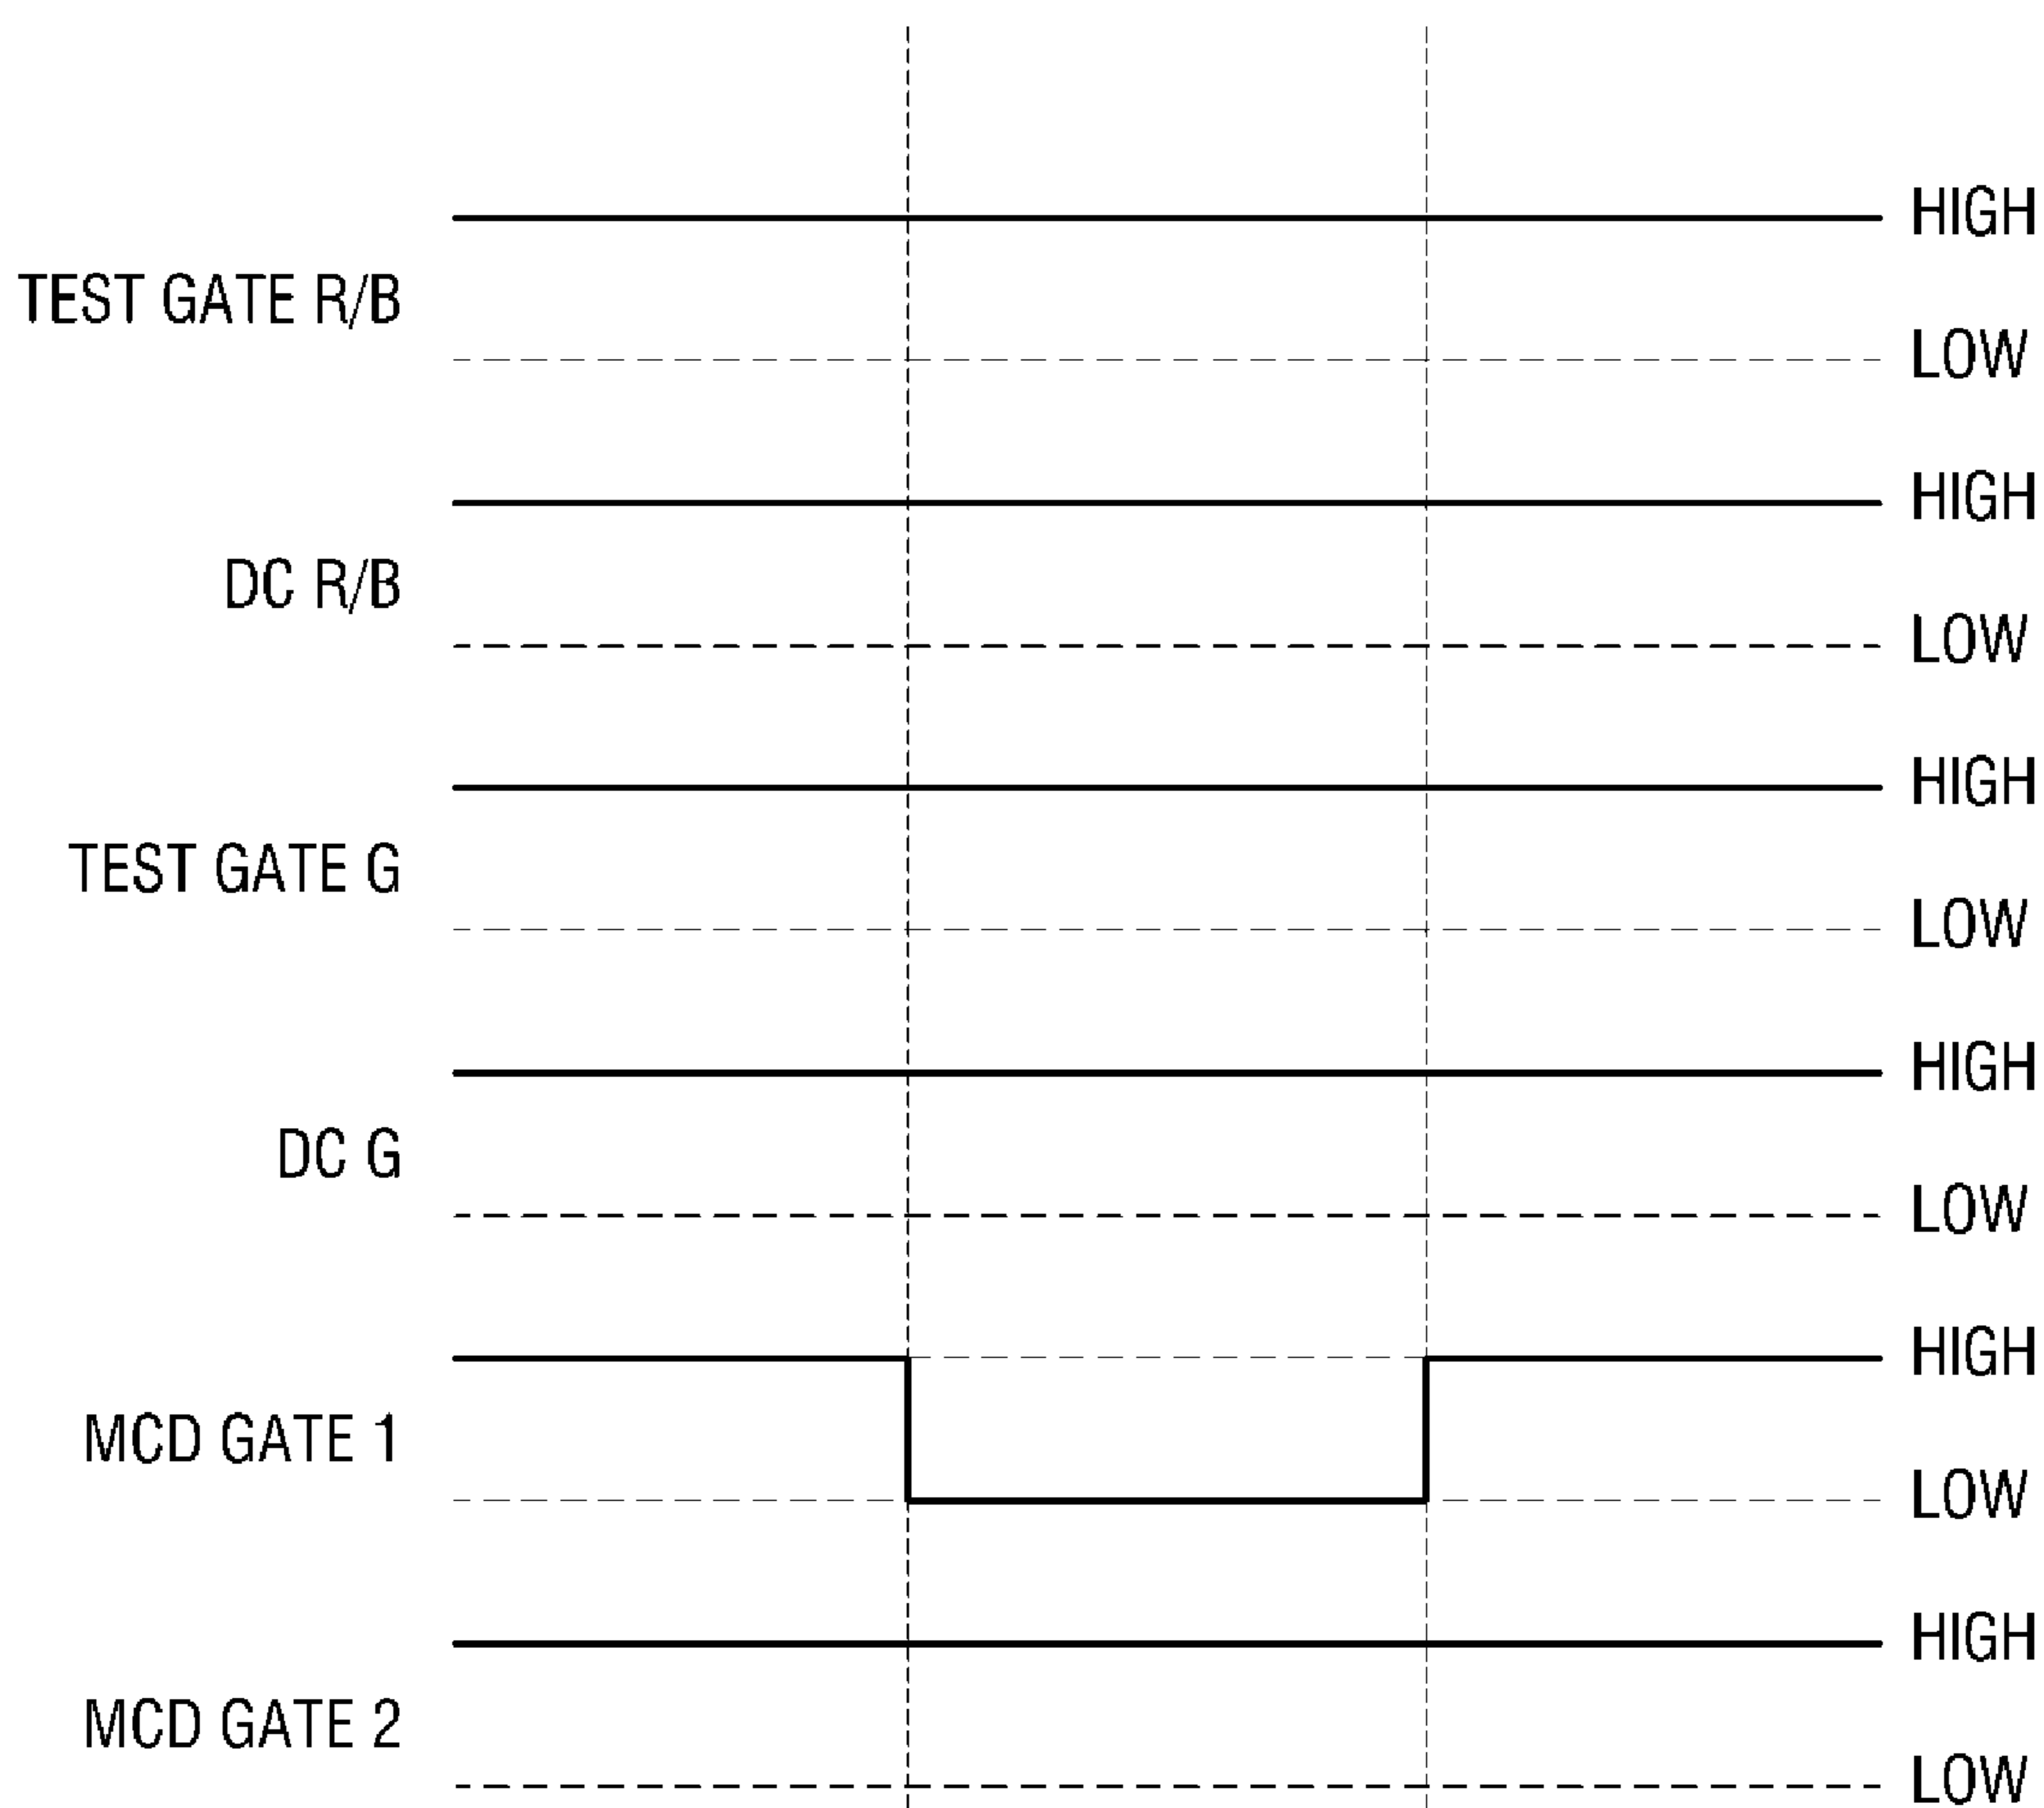 HIGH
TEST GATE R/B
LOW
HIGH
DC R/B
LOW
HIGH
TEST GATE G
LOW
HIGH
DC G
LOW
HIGH
MCD GATE 1
LOW
HIGH
MCD GATE 2
LOW